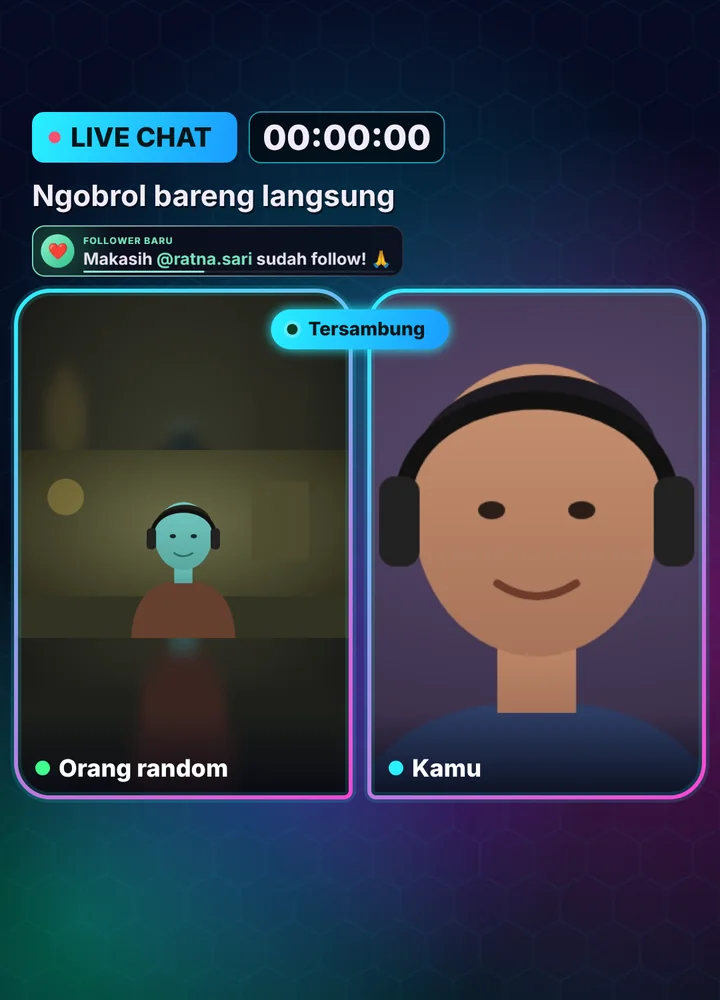 LIVE CHAT
00:00:00
Ngobrol bareng langsung
FOLLOWER BARU
Makasih @ratna.sari sudah follow! 🙏
Tersambung
Orang random
Kamu